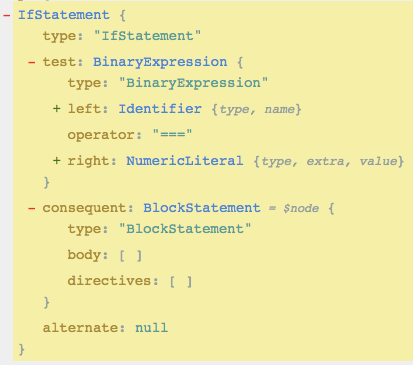 - IfStatement {
type: "IfStatement"
- test: BinaryExpression {
type: "BinaryExpression"
+ left: Identifier {type, name}
operator: "==="
+ right: NumericLiteral {type, extra, value}
}
- consequent: BlockStatement = $node {
type: "BlockStatement"
body: [ ]
directives: [ ]
}
alternate: null
}